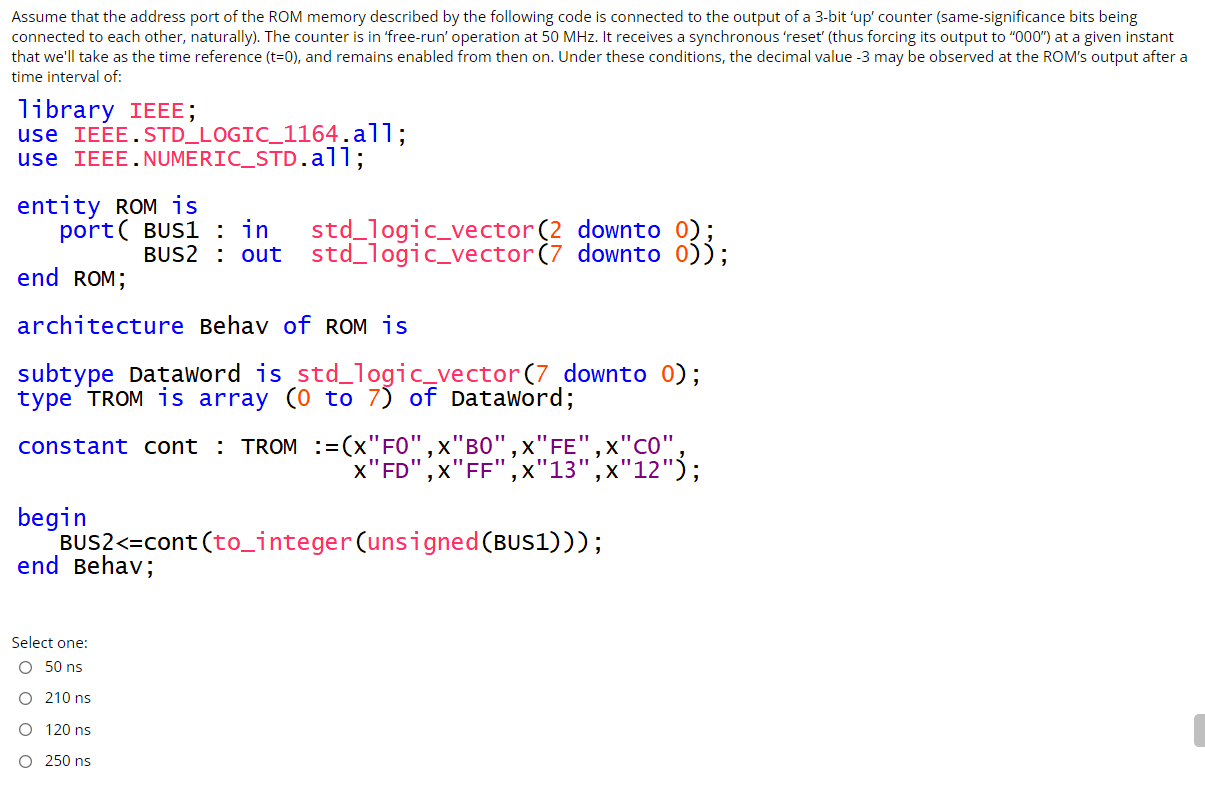 Assume that the address port of the ROM memory described by the following code is connected to the output of a 3-bit ‘up’ counter (same-significance bits being
connected to each other, naturally). The counter is in ‘free-run’ operation at 50 MHz. It receives a synchronous ‘reset’ (thus forcing its output to “000”) at a given instant
that we'll take as the time reference (t=0), and remains enabled from then on. Under these conditions, the decimal value -3 may be observed at the ROM's output after a
time interval of:
library IEEE;
use IEEE.STD_LOGIC_1164.all;
use IEEE.NUMERIC_STD.all;
entity ROM is
port( BUS1 : in std_logic_vector(2 downto 0);
BUS2 : out std_logic_vector(7 downto 0));
end ROM;
architecture Behav of ROM is
subtype DataWord is std_logic_vector(7 downto 0);
type TROM is array (0 to 7) of DataWord;
constant cont : TROM :=(x"F0",x"B0",x"FE",x"C0",
x"FD",x"FF",x"13",x"12");
begin
BUS2<=cont(to_integer(unsigned(BUS1)));
end Behav;
Select one:
50 ns
210 ns
120 ns
250 ns